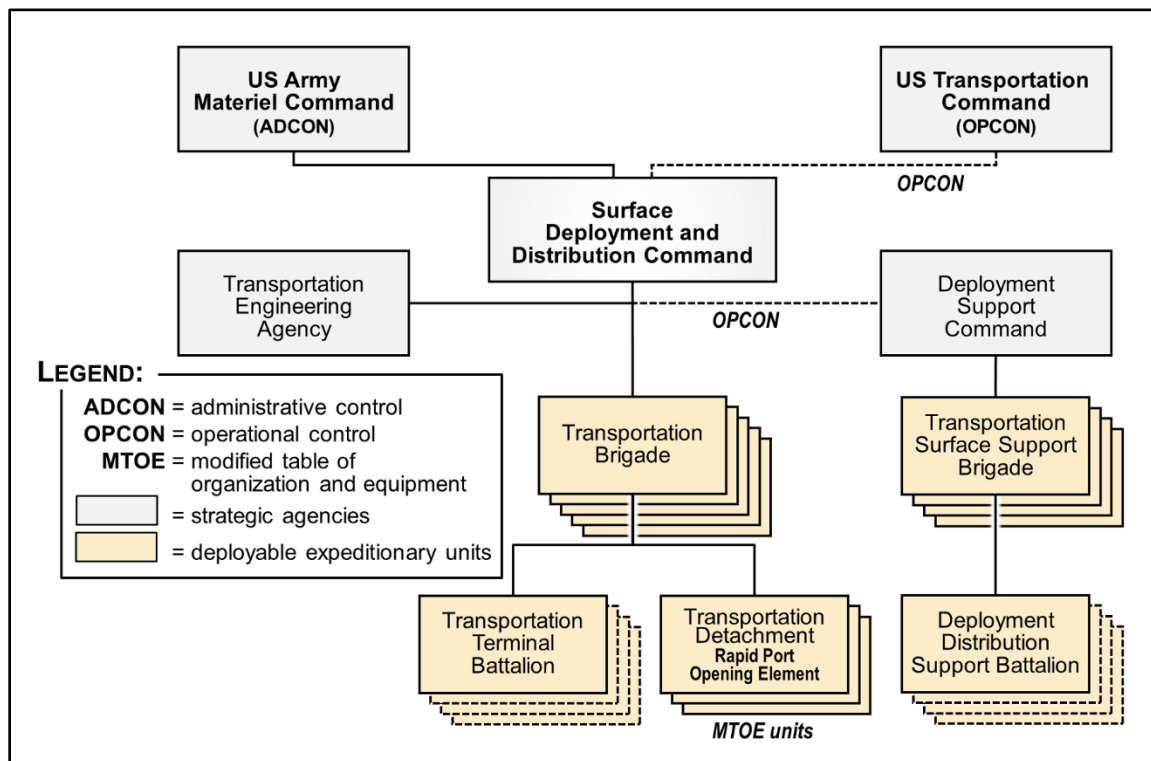 US Army
Materiel Command
(ADCON)
US Transportation
Command
(OPCON)
OPCON
Surface
Deployment and
Distribution Command
Transportation
Engineering
Agency
OPCON
Deployment
Support
Command
LEGEND:
ADCON = administrative control
OPCON = operational control
MTOE = modified table of
organization and equipment
= strategic agencies
= deployable expeditionary units
Transportation
Brigade
Transportation
Surface Support
Brigade
Transportation
Terminal
Battalion
Transportation
Detachment
Rapid Port
Opening Element
MTOE units
Deployment
Distribution
Support Battalion